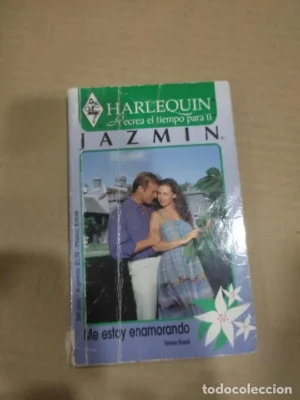 HARLEQUIN
Recrea el tiempo para ti
JAZMIN
Me estoy enamorando
todocoleccion